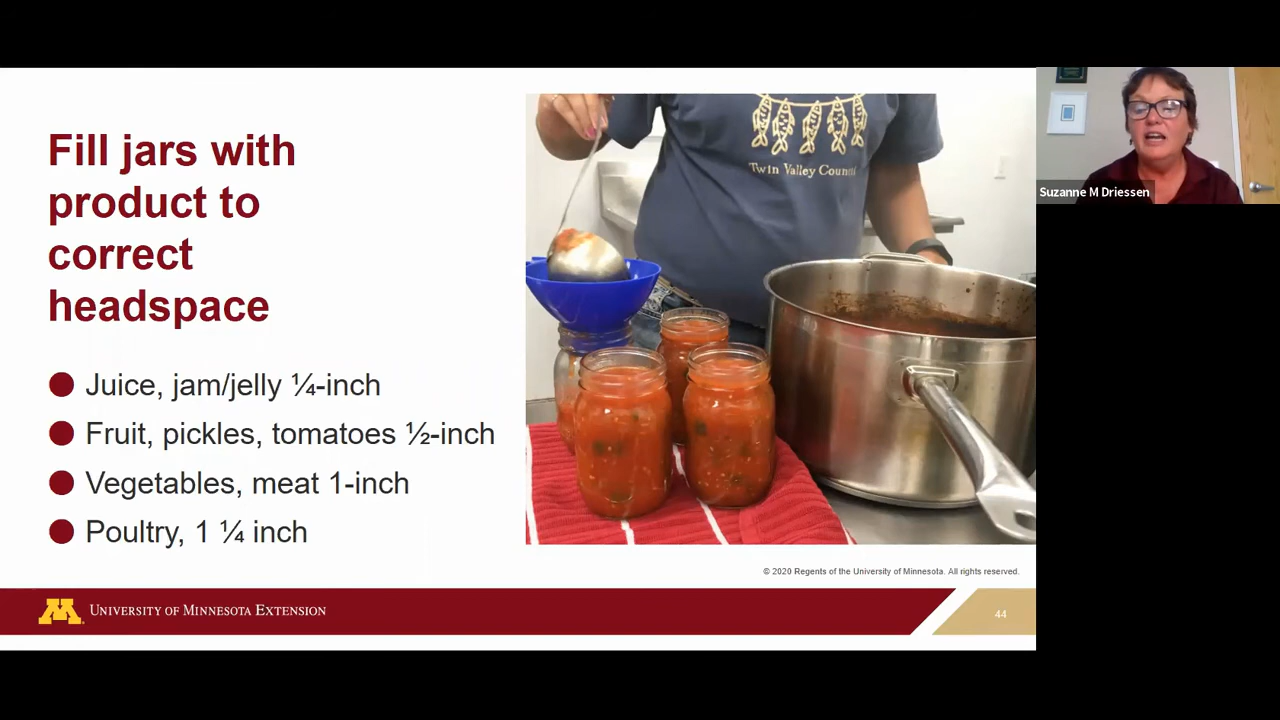 Fill jars with
product to
correct
headspace
Juice, jam/jelly ¼-inch
Fruit, pickles, tomatoes ½-inch
Vegetables, meat 1-inch
Poultry, 1 ¼ inch
Twin Valley Council
© 2020 Regents of the University of Minnesota. All rights reserved.
University of Minnesota Extension
44
Suzanne M Driessen